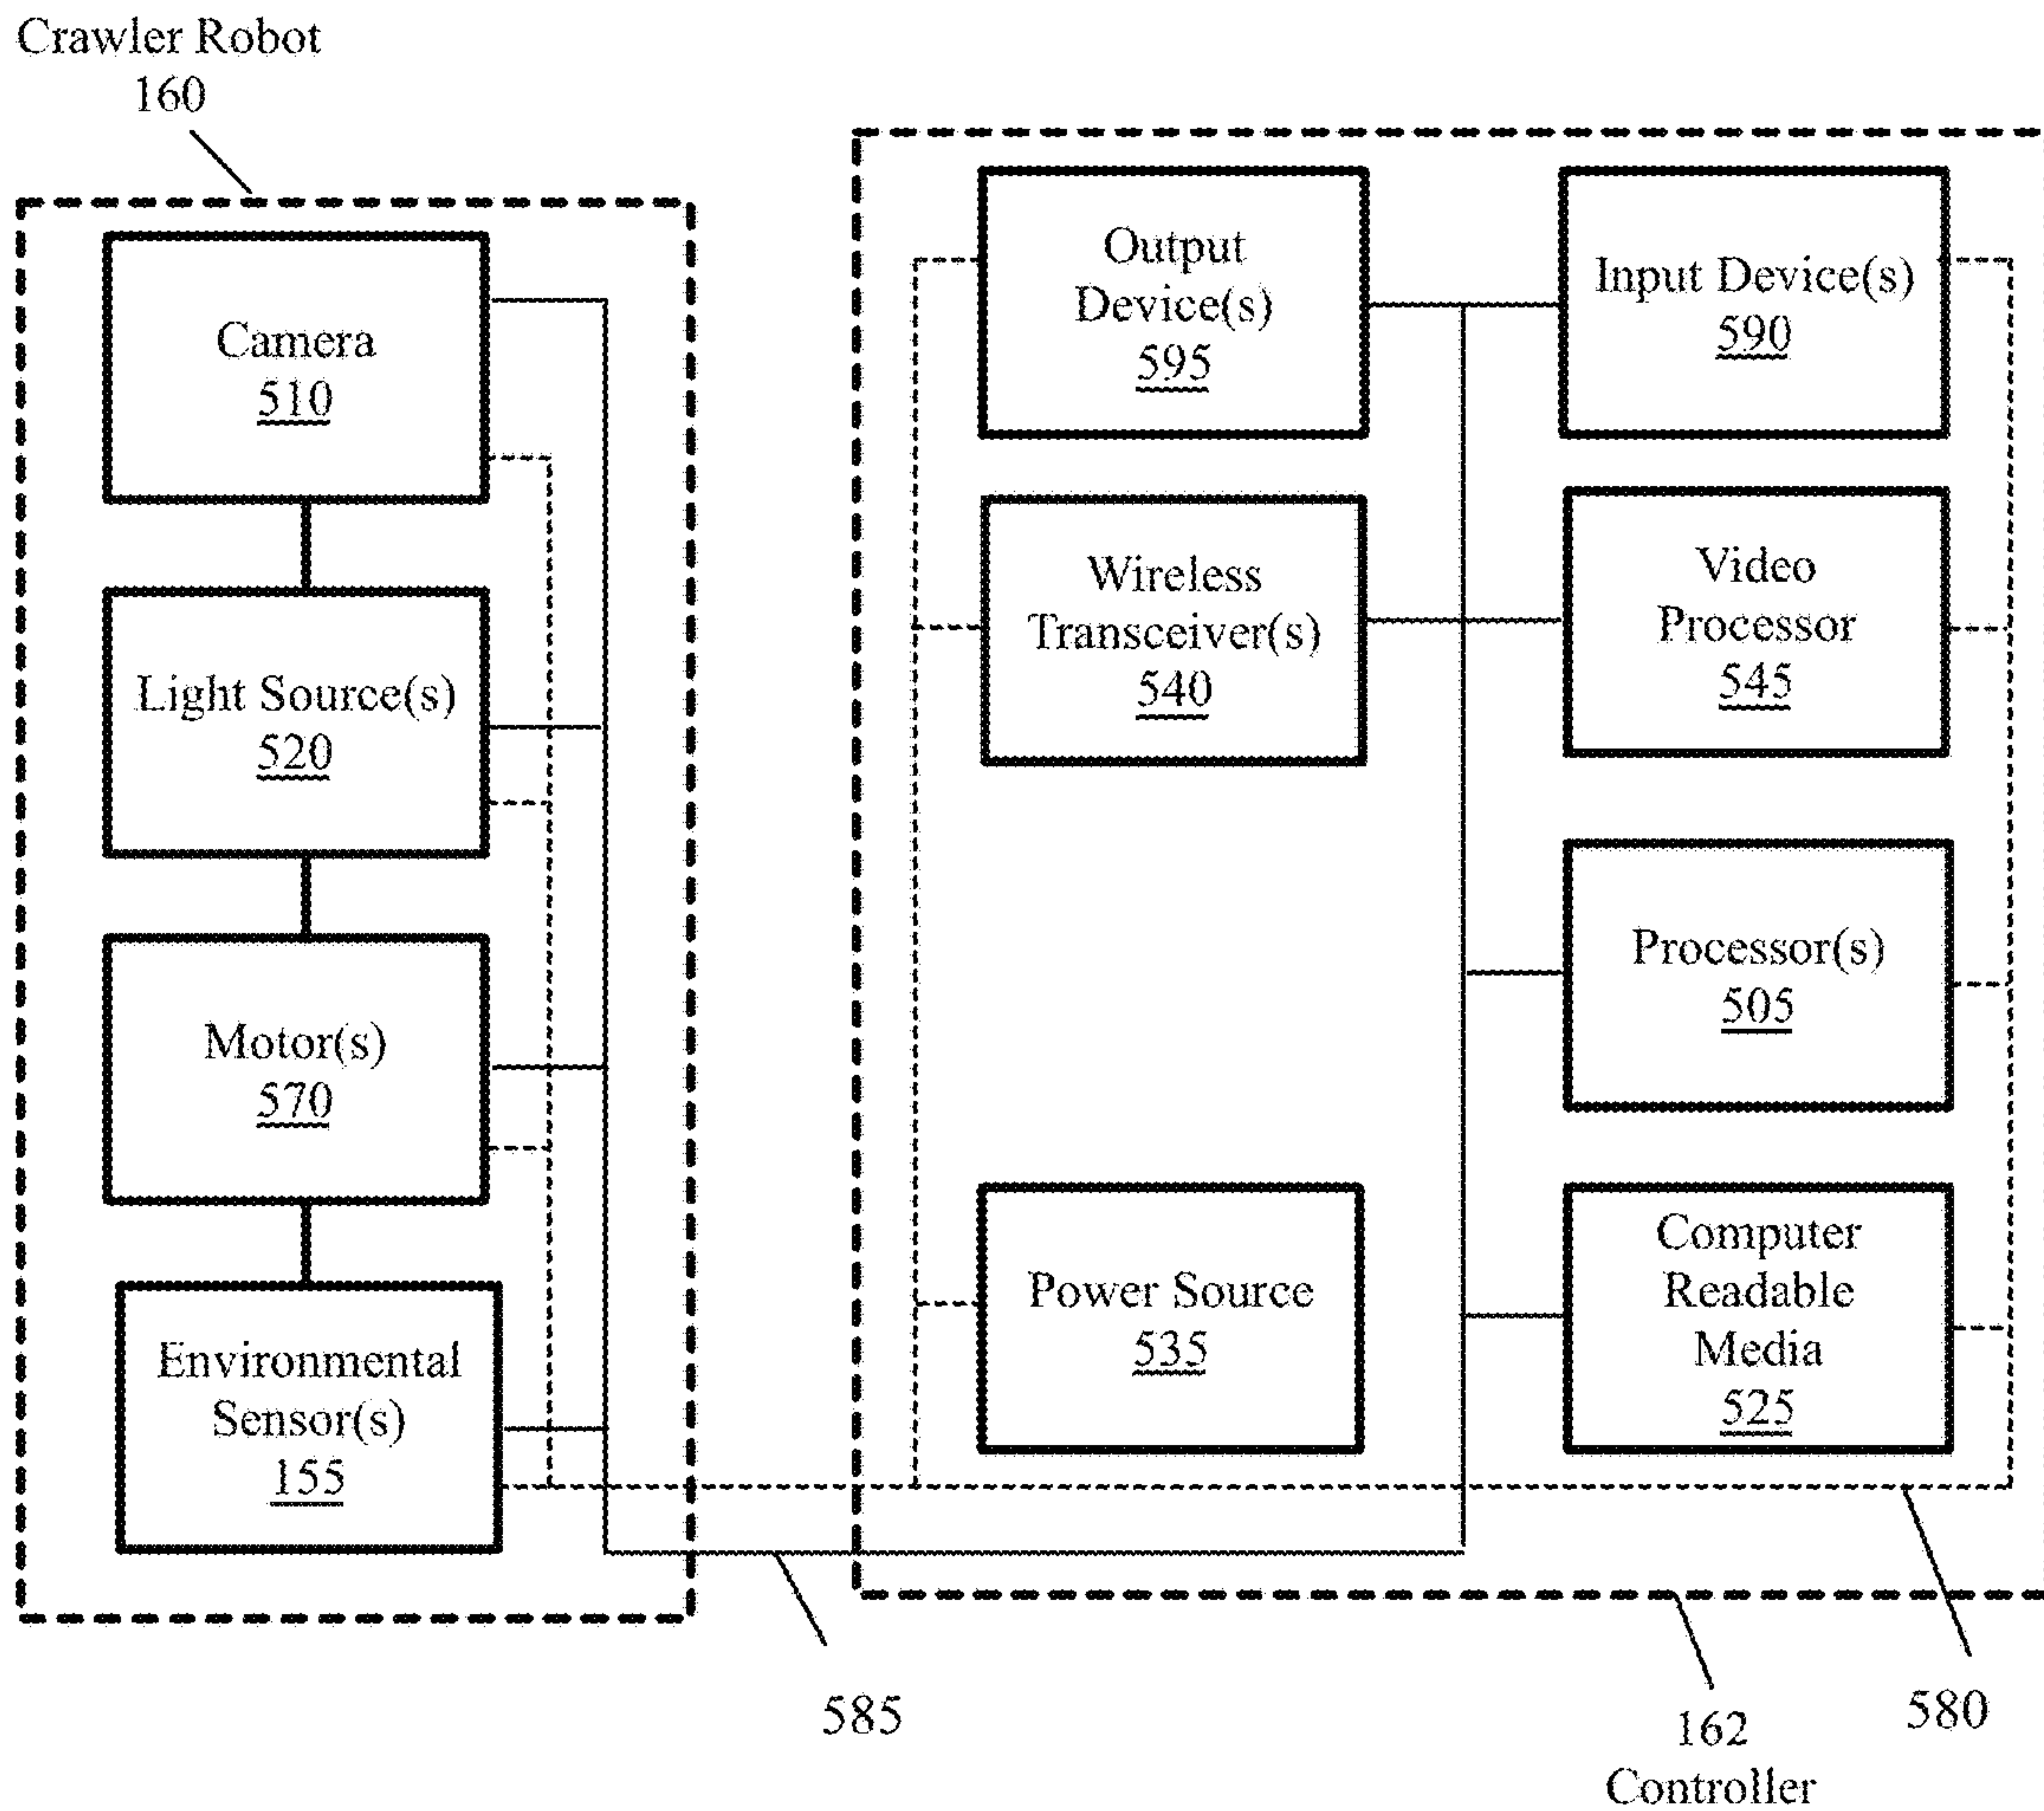 Crawler Robot
160
Camera
510
Light Source(s)
520
Motor(s)
570
Environmental
Sensor(s)
155
Output
Device(s)
595
Input Device(s)
590
Wireless
Transceiver(s)
540
Video
Processor
545
Processor(s)
505
Power Source
535
Computer
Readable
Media
525
585
162
Controller
580